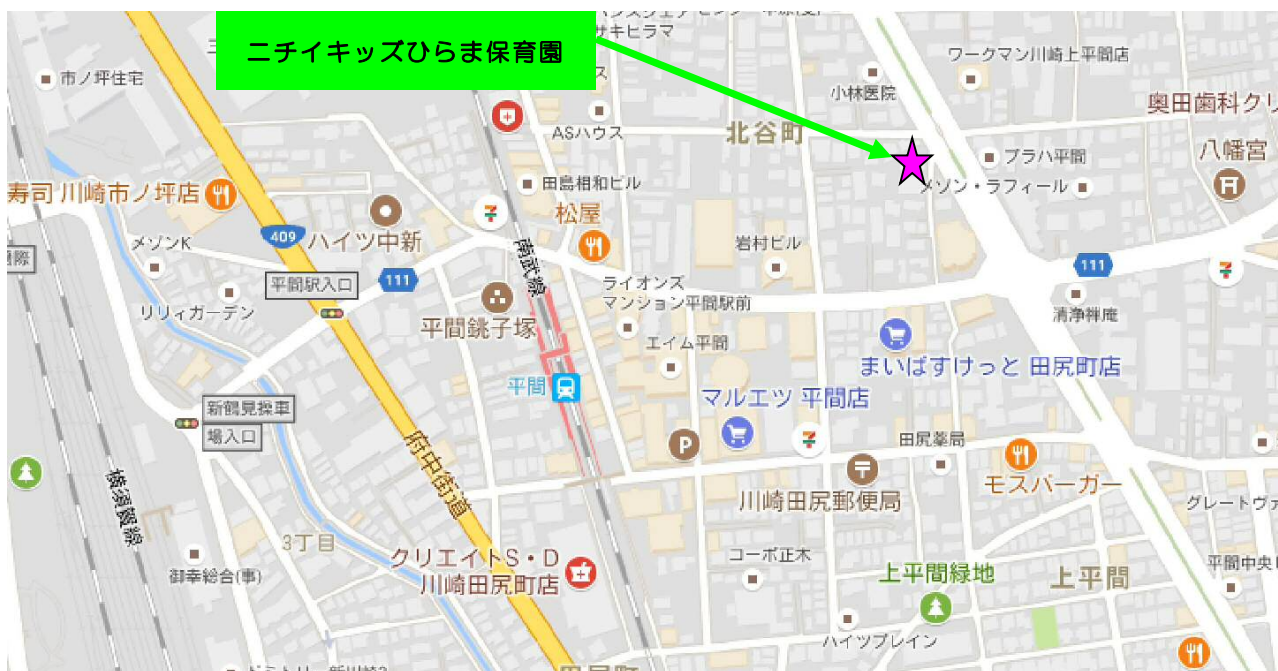 サキヒラマ
ニチイキッズひらま保育園
ワークマン川崎上平間店
市ノ坪住宅
小林医院
奥田歯科クリ
ASハウス
北谷町
プラハ平間
八幡宮
田島相和ビル
メゾン・ラフィール
寿司 川崎市ノ坪店
松屋
409
ハイツ中新
メゾンK
南武線
岩村ビル
平間駅入口
111
ライオンズ
マンション平間駅前
111
リリィガーデン
平間銚子塚
清浄禅庵
エイム平間
まいばすけっと 田尻町店
平間
マルエツ 平間店
新鶴見操車
場入口
府中街道
P
田尻薬局
モスバーガー
横須賀線
川崎田尻郵便局
グレートヴァ
3丁目
クリエイトS・D
川崎田尻町店
コーポ正木
上平間緑地
上平間
平間中央
御幸総合(事)
ハイツブレイン